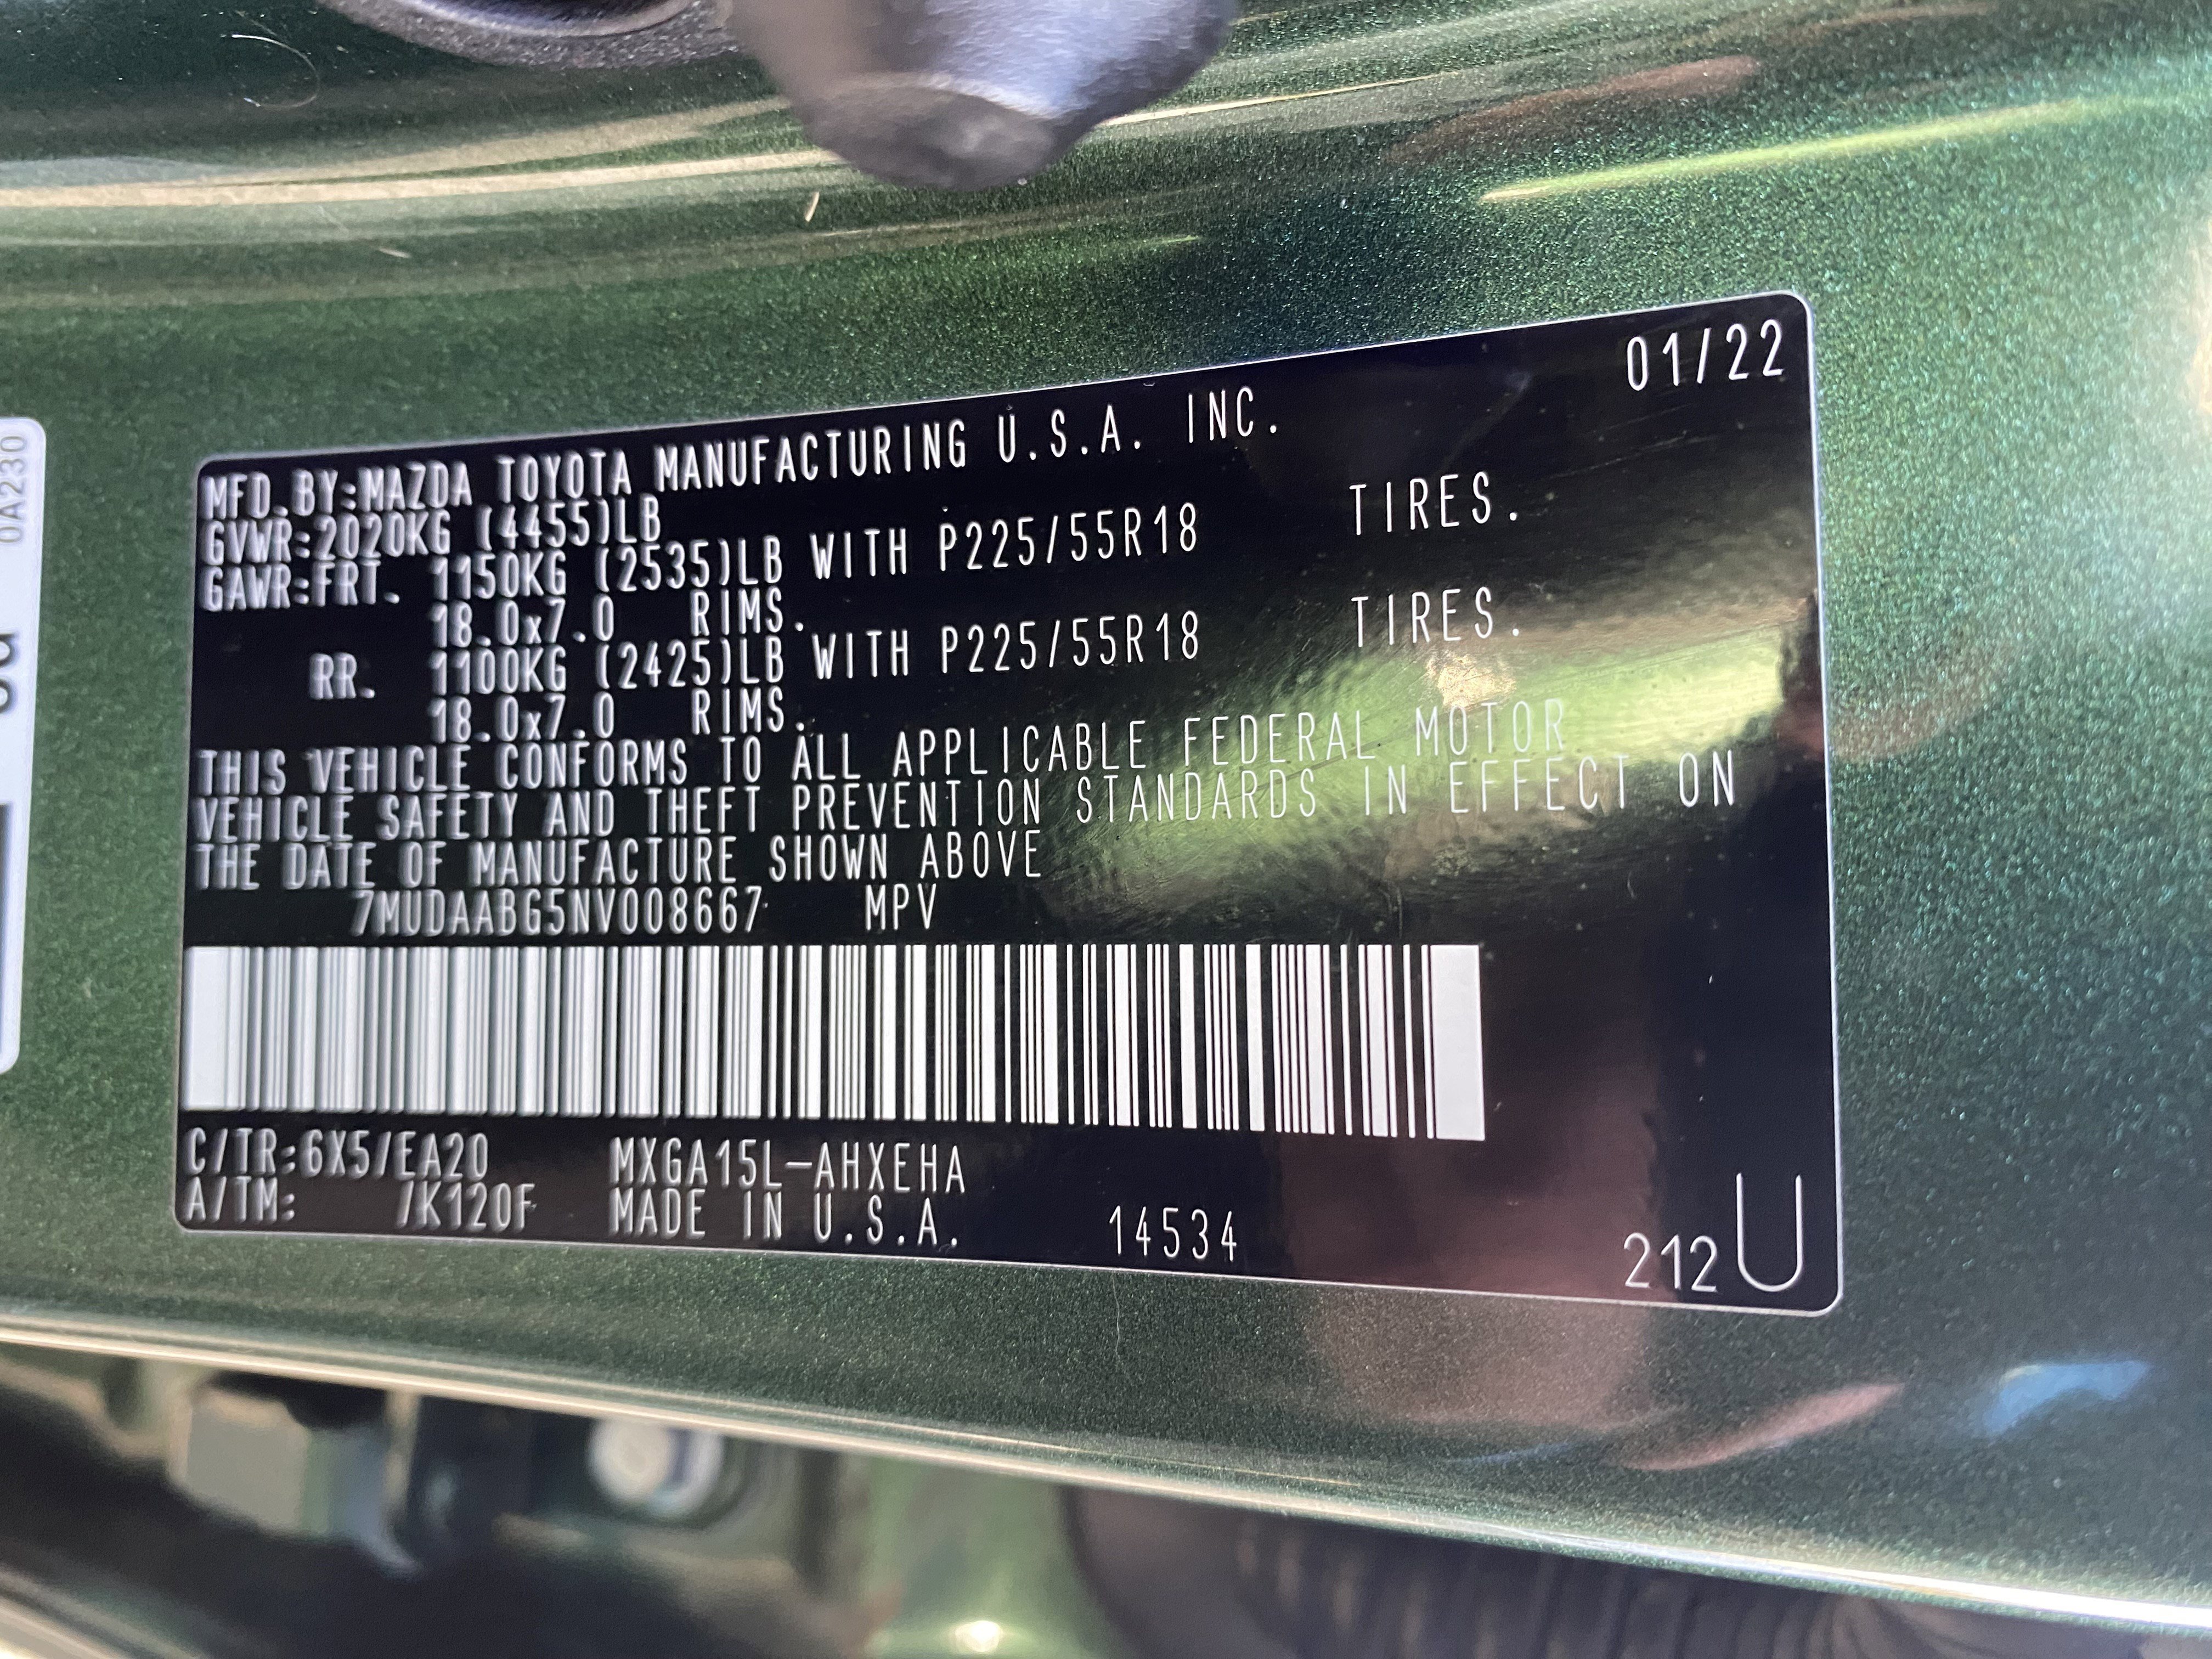 01/22
MFD.BY:MAZDA TOYOTA MANUFACTURING U.S.A. INC.
GVWR:2020KG (4455)LB
GAWR:FRT. 1150KG (2535)LB WITH P225/55R18 TIRES.
18.0x7.0 RIMS.
RR. 1100KG (2425)LB WITH P225/55R18 TIRES.
18.0x7.0 RIMS.
THIS VEHICLE CONFORMS TO ALL APPLICABLE FEDERAL MOTOR
VEHICLE SAFETY AND THEFT PREVENTION STANDARDS IN EFFECT ON
THE DATE OF MANUFACTURE SHOWN ABOVE
7MUDAABG5NV008667 MPV
C/TR:6X5/EA20 MXGA15L-AHXEHA
A/TM: /K120F MADE IN U.S.A. 14534
212U
0A230